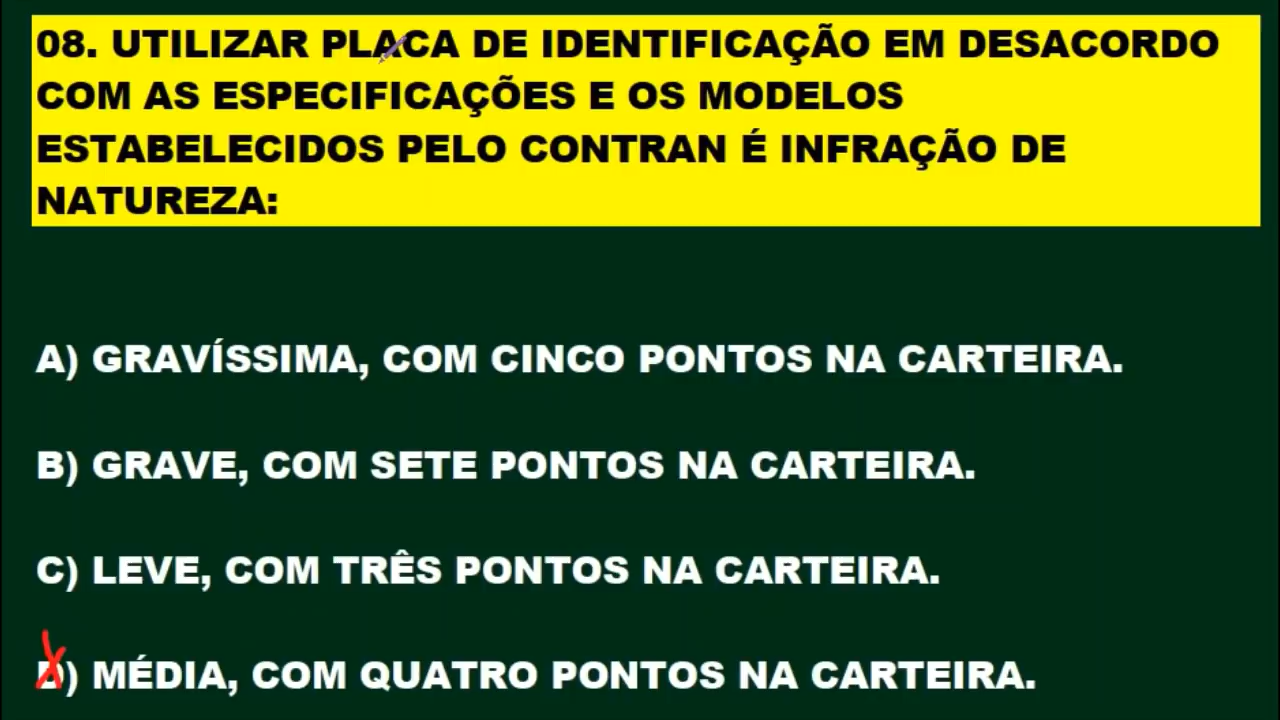 08. UTILIZAR PLACA DE IDENTIFICAÇÃO EM DESACORDO
COM AS ESPECIFICAÇÕES E OS MODELOS
ESTABELECIDOS PELO CONTRAN É INFRAÇÃO DE
NATUREZA:
A) GRAVÍSSIMA, COM CINCO PONTOS NA CARTEIRA.
B) GRAVE, COM SETE PONTOS NA CARTEIRA.
C) LEVE, COM TRÊS PONTOS NA CARTEIRA.
D) MÉDIA, COM QUATRO PONTOS NA CARTEIRA.